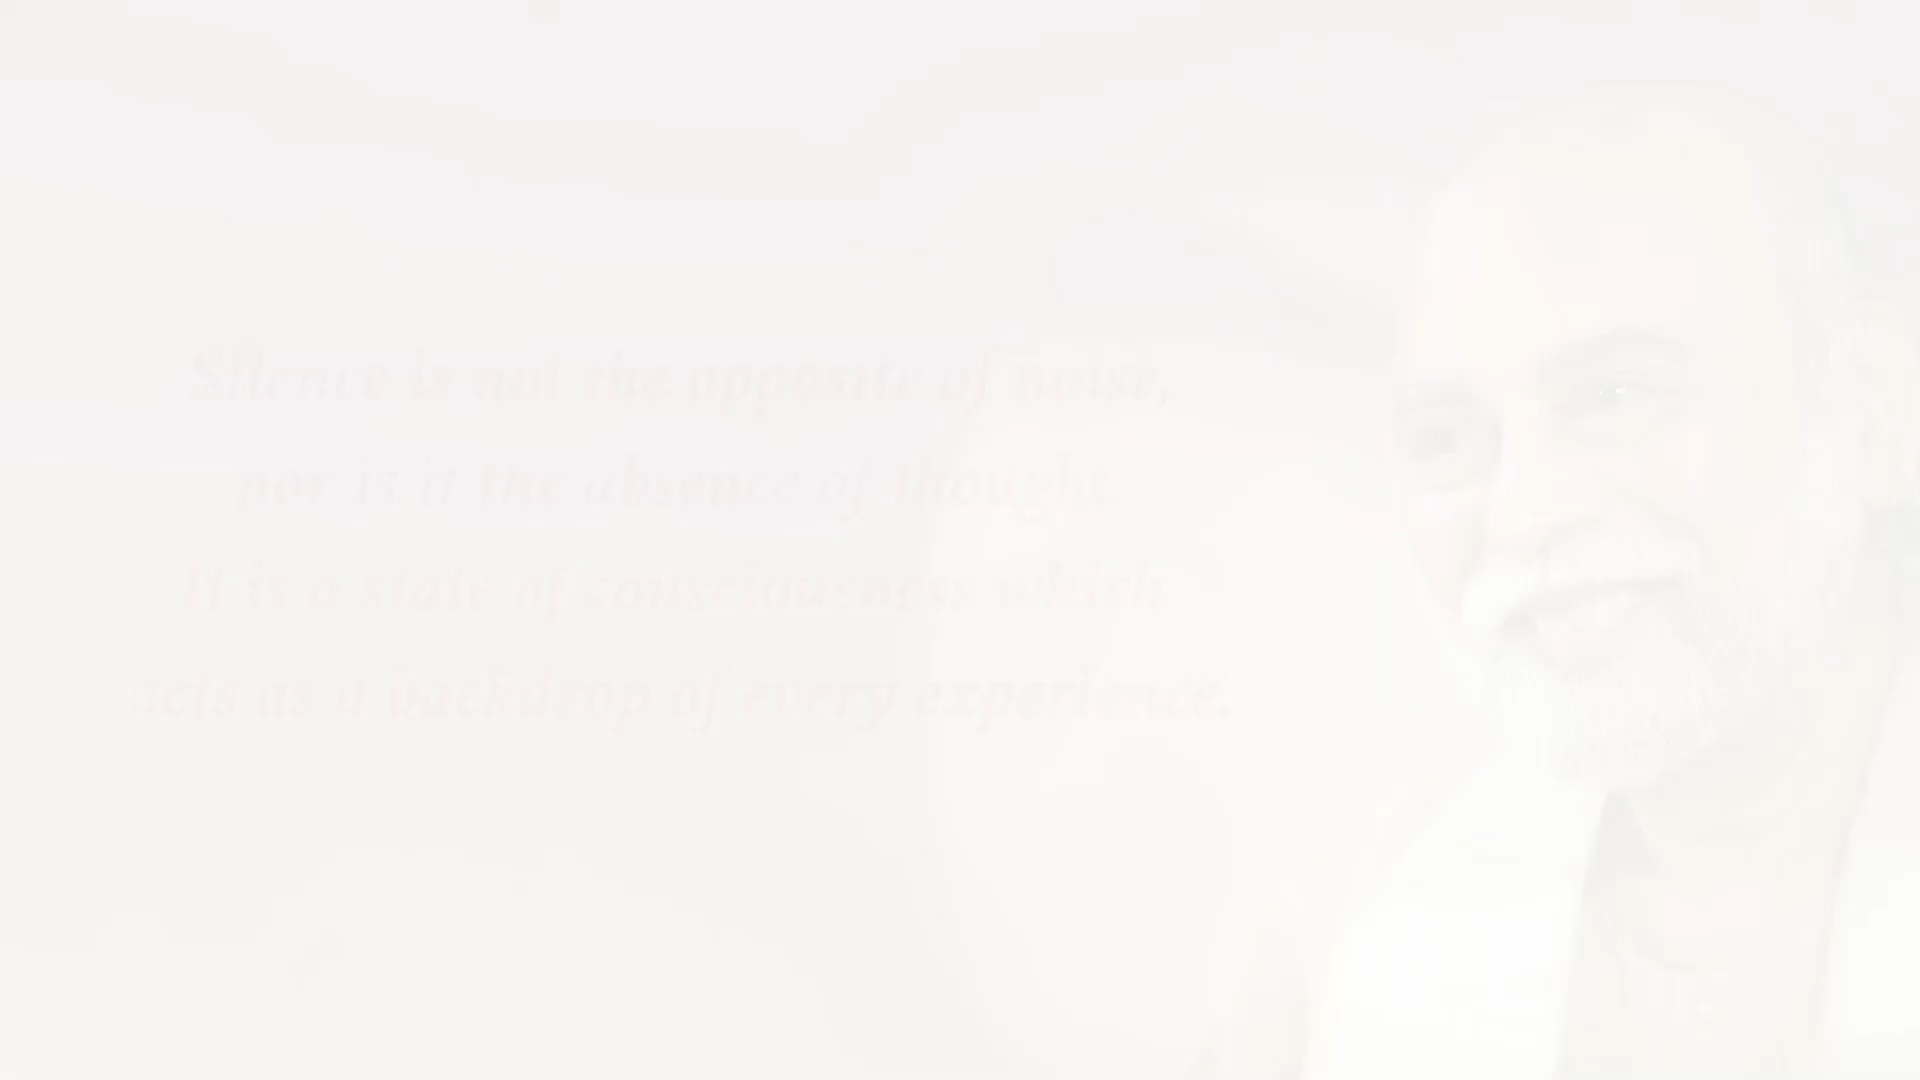 Silence is not the opposite of noise,
nor is it the absence of thought.
It is a state of consciousness which
acts as a backdrop of every experience.